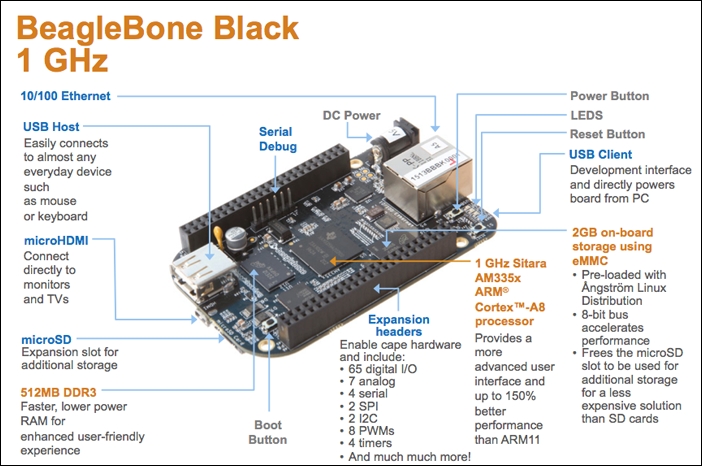 BeagleBone Black
1 GHz
10/100 Ethernet
USB Host
Easily connects
to almost any
everyday device
such
as mouse
or keyboard
microHDMI
Connect
directly to
monitors
and TVs
microSD
Expansion slot for
additional storage
512MB DDR3
Faster, lower power
RAM for
enhanced user-friendly
experience
Serial
Debug
DC Power
Boot
Button
Expansion
headers
Enable cape hardware
and include:
• 65 digital I/O
• 7 analog
• 4 serial
• 2 SPI
• 2 I2C
• 8 PWMs
• 4 timers
• And much much more!
1 GHz Sitara
AM335x
ARM®
Cortex™-A8
processor
Provides a
more
advanced user
interface and
up to 150%
better
performance
than ARM11
Power Button
LEDS
Reset Button
USB Client
Development interface
and directly powers
board from PC
2GB on-board
storage using
eMMC
• Pre-loaded with
Ångström Linux
Distribution
• 8-bit bus
accelerates
performance
• Frees the microSD
slot to be used for
additional storage
for a less
expensive solution
than SD cards